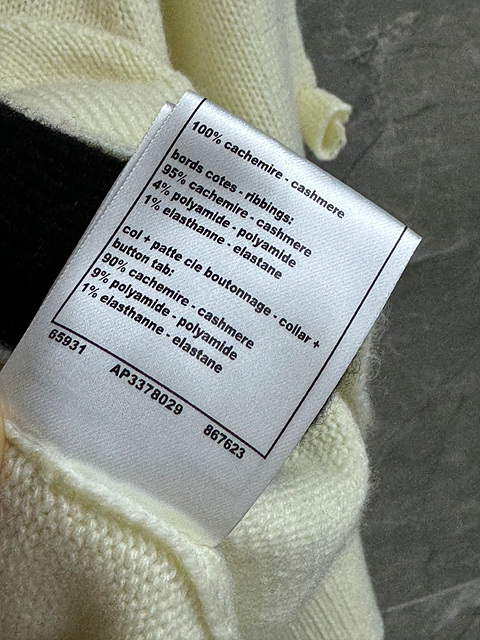 100% cachemire - cashmere
bords cotes - ribbings:
95% cachemire - cashmere
4% polyamide - polyamide
1% elasthanne - elastane
col + patte cle boutonnage - collar +
button tab:
90% cachemire - cashmere
9% polyamide - polyamide
1% elasthanne - elastane
65931 AP3378029 867623